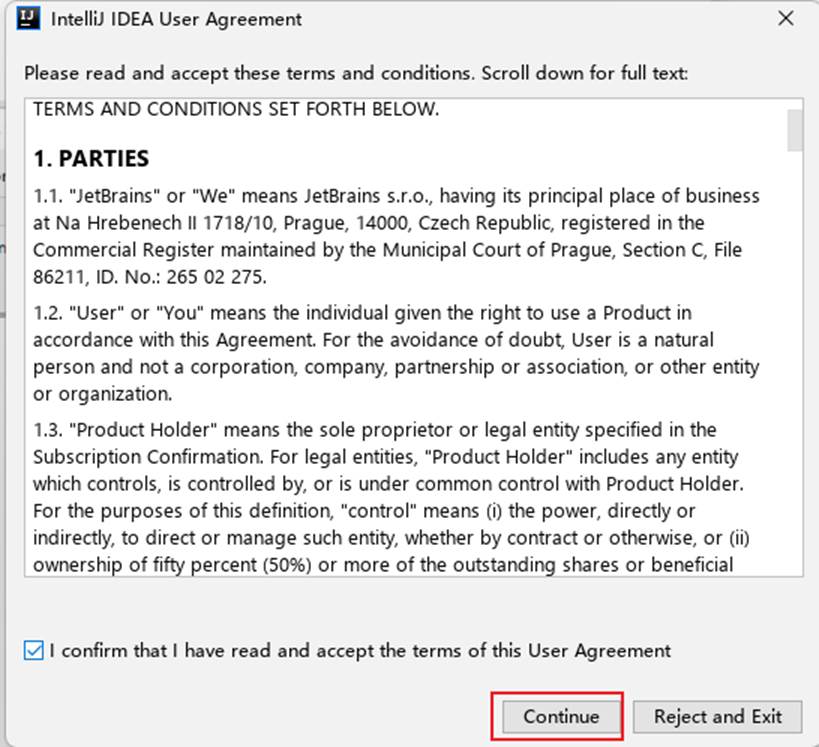 IntelliJ IDEA User Agreement
Please read and accept these terms and conditions. Scroll down for full text:
TERMS AND CONDITIONS SET FORTH BELOW.
1. PARTIES
1.1. "JetBrains" or "We" means JetBrains s.r.o., having its principal place of business
at Na Hrebenech II 1718/10, Prague, 14000, Czech Republic, registered in the
Commercial Register maintained by the Municipal Court of Prague, Section C, File
86211, ID. No.: 265 02 275.
1.2. "User" or "You" means the individual given the right to use a Product in
accordance with this Agreement. For the avoidance of doubt, User is a natural
person and not a corporation, company, partnership or association, or other entity
or organization.
1.3. "Product Holder" means the sole proprietor or legal entity specified in the
Subscription Confirmation. For legal entities, "Product Holder" includes any entity
which controls, is controlled by, or is under common control with Product Holder.
For the purposes of this definition, "control" means (i) the power, directly or
indirectly, to direct or manage such entity, whether by contract or otherwise, or (ii)
ownership of fifty percent (50%) or more of the outstanding shares or beneficial
I confirm that I have read and accept the terms of this User Agreement
Continue
Reject and Exit